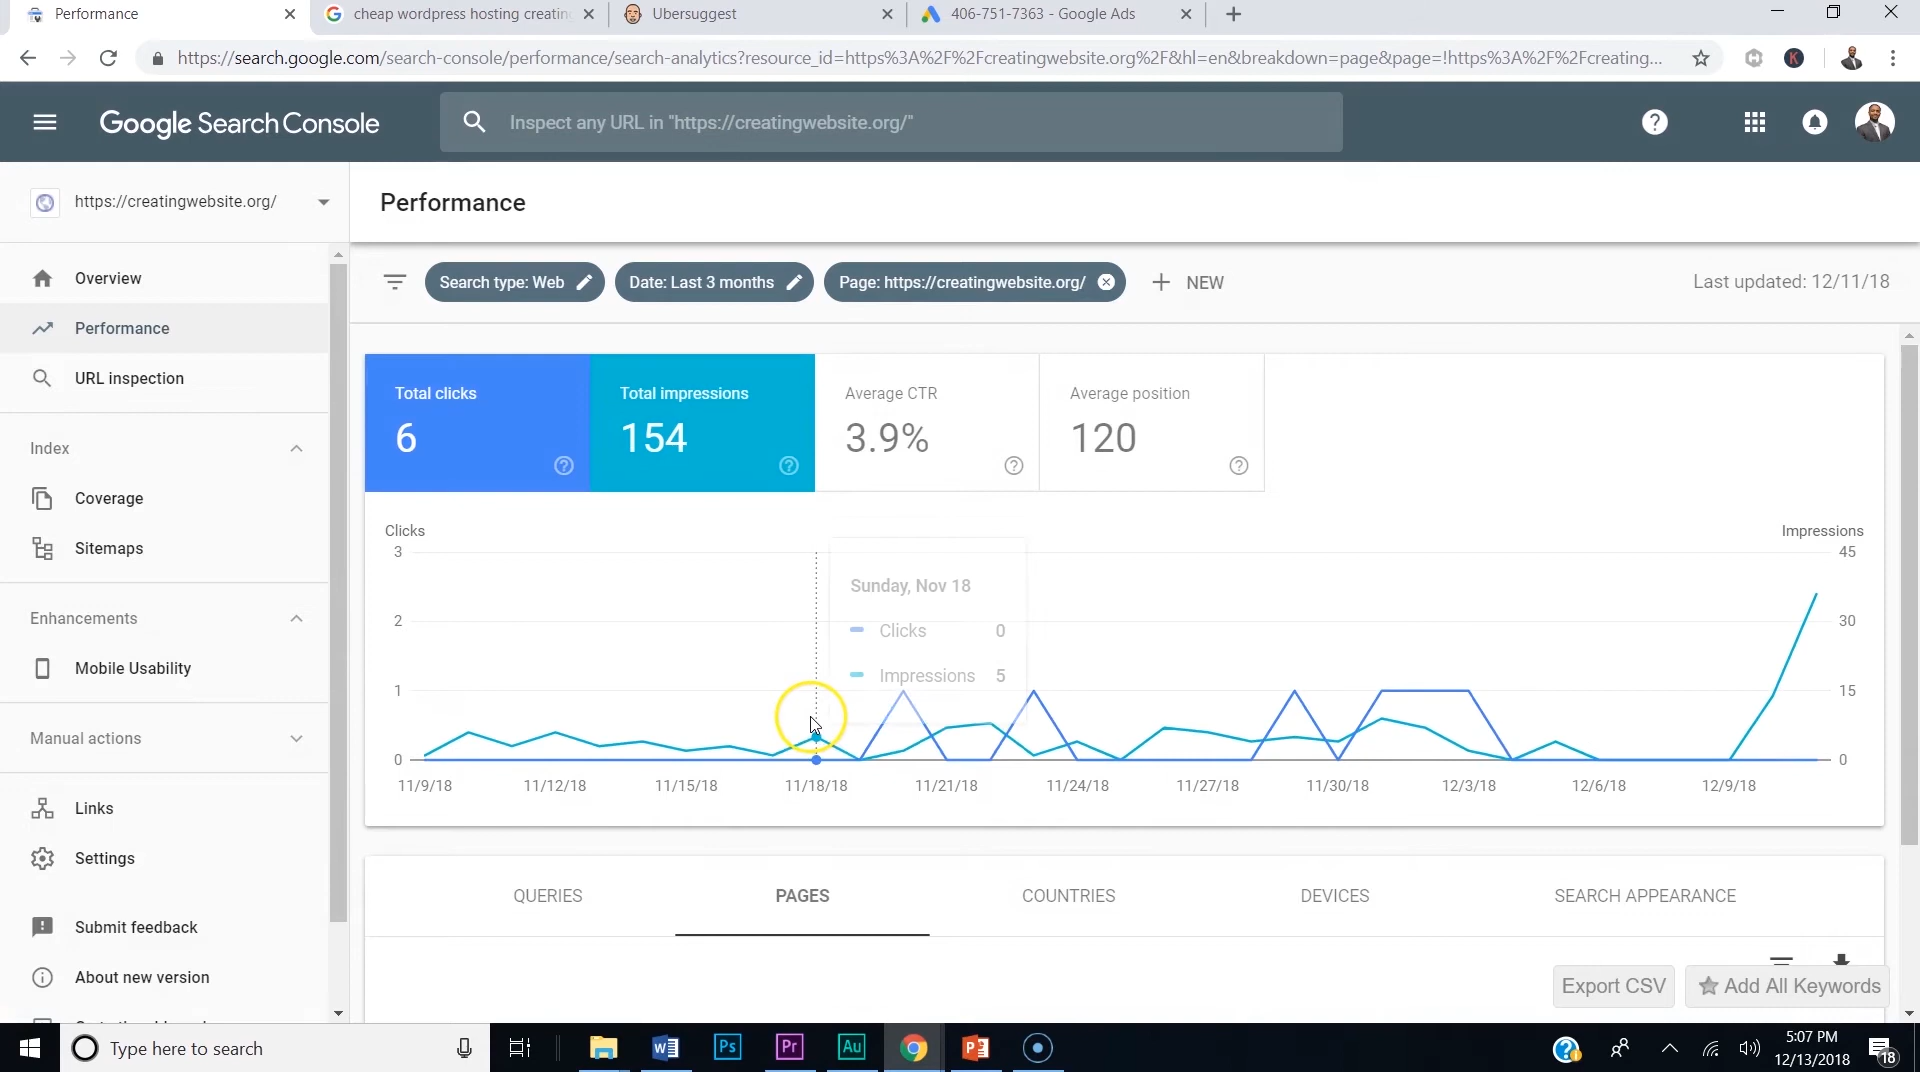 Performance
cheap wordpress hosting creatin
Ubersuggest
406-751-7363 - Google Ads
https://search.google.com/search-console/performance/search-analytics?resource_id=https%3A%2F%2Fcreatingwebsite.org%2F&hl=en&breakdown=page&page=!https%3A%2F%2Fcreating...
Google Search Console
Inspect any URL in "https://creatingwebsite.org/"
https://creatingwebsite.org/
Performance
Overview
Performance
URL inspection
Index
Coverage
Sitemaps
Enhancements
Mobile Usability
Manual actions
Links
Settings
Submit feedback
About new version
Search type: Web
Date: Last 3 months
Page: https://creatingwebsite.org/
NEW
Last updated: 12/11/18
Total clicks
6
Total impressions
154
Average CTR
3.9%
Average position
120
Clicks
Impressions
3
45
2
30
1
15
0
0
Sunday, Nov 18
Clicks 0
Impressions 5
11/9/18 11/12/18 11/15/18 11/18/18 11/21/18 11/24/18 11/27/18 11/30/18 12/3/18 12/6/18 12/9/18
QUERIES PAGES COUNTRIES DEVICES SEARCH APPEARANCE
Export CSV
Add All Keywords
Type here to search
Ps
Pr
Au
5:07 PM
12/13/2018
18